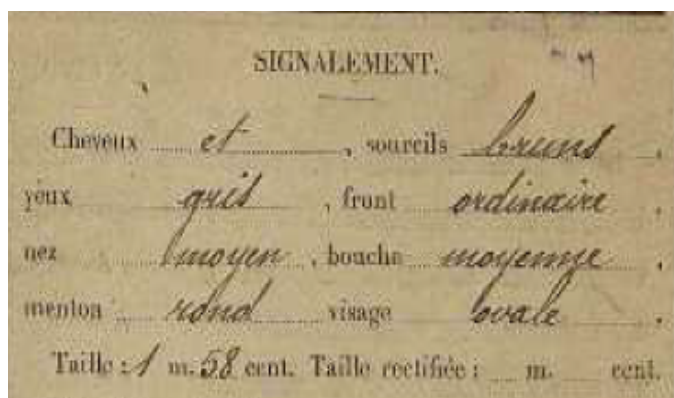 SIGNALEMENT.
Cheveux et, sourcils bruns,
yeux gris, front ordinaire,
nez moyen, bouche moyenne,
menton rond visage ovale.
Taille : 1 m. 58 cent. Taille rectifiée : m. cent.